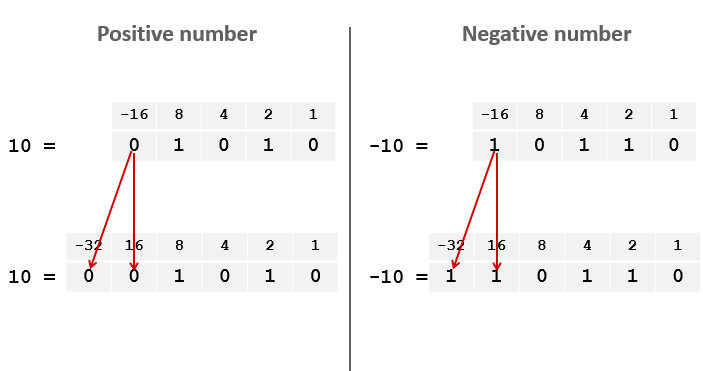 Positive number
-16 8 4 2 1
10 = 0 1 0 1 0
-32 16 8 4 2 1
10 = 0 0 1 0 1 0
Negative number
-16 8 4 2 1
-10 = 1 0 1 1 0
-32 16 8 4 2 1
-10 = 1 1 0 1 1 0